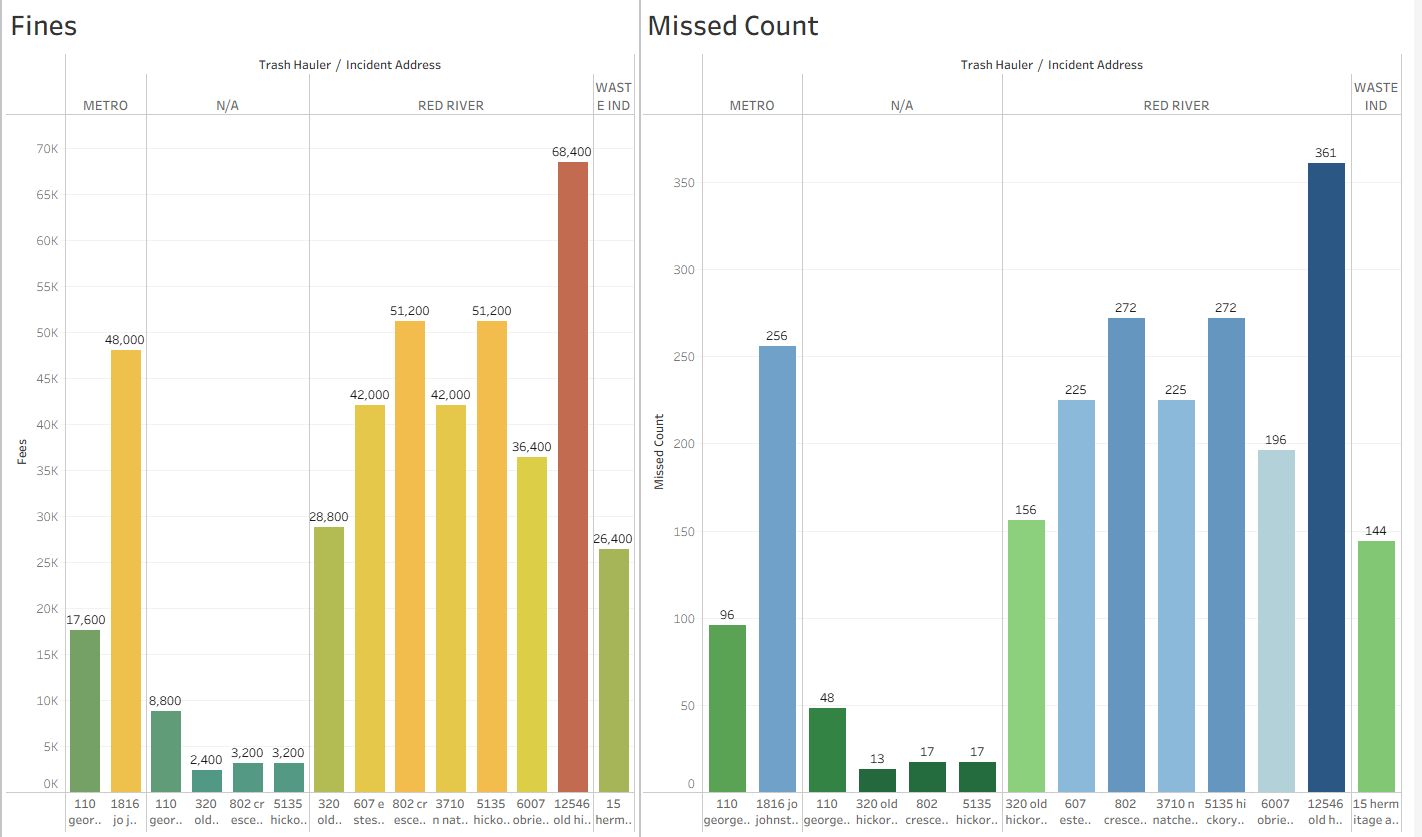 Fines
Trash Hauler / Incident Address
METRO
N/A
RED RIVER
WAST
E IND
70K
65K
60K
55K
50K
45K
40K
35K
30K
25K
20K
15K
10K
5K
0K
Fees
17,600
48,000
8,800
2,400
3,200
3,200
28,800
42,000
51,200
42,000
51,200
36,400
68,400
26,400
110
geor..
1816
jo j..
110
geor..
320
old..
802 cr
esce..
5135
hicko..
320
old..
607 e
stes..
802 cr
esce..
3710
n nat..
5135
hicko..
6007
obrie..
12546
old hi..
15
herm..
Missed Count
Trash Hauler / Incident Address
METRO
N/A
RED RIVER
WASTE
IND
350
300
250
200
150
100
50
0
Missed Count
96
256
48
13
17
17
156
225
272
225
272
196
361
144
110
george..
1816 jo
johnst..
110
george..
320 old
hickor..
802
cresce..
5135
hickor..
320 old
hickor..
607
este..
802
cresce..
3710 n
natche..
5135 hi
ckory..
6007
obrie..
12546
old h..
15 herm
itage a..